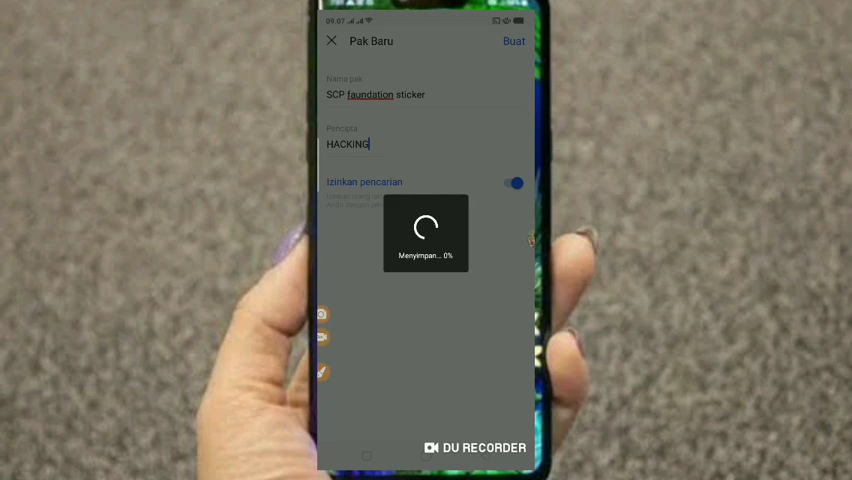 09.07
Pak Baru
Buat
Nama pak
SCP faundation sticker
Pencipta
HACKING
Izinkan pencarian
Menyimpan... 0%
DU RECORDER